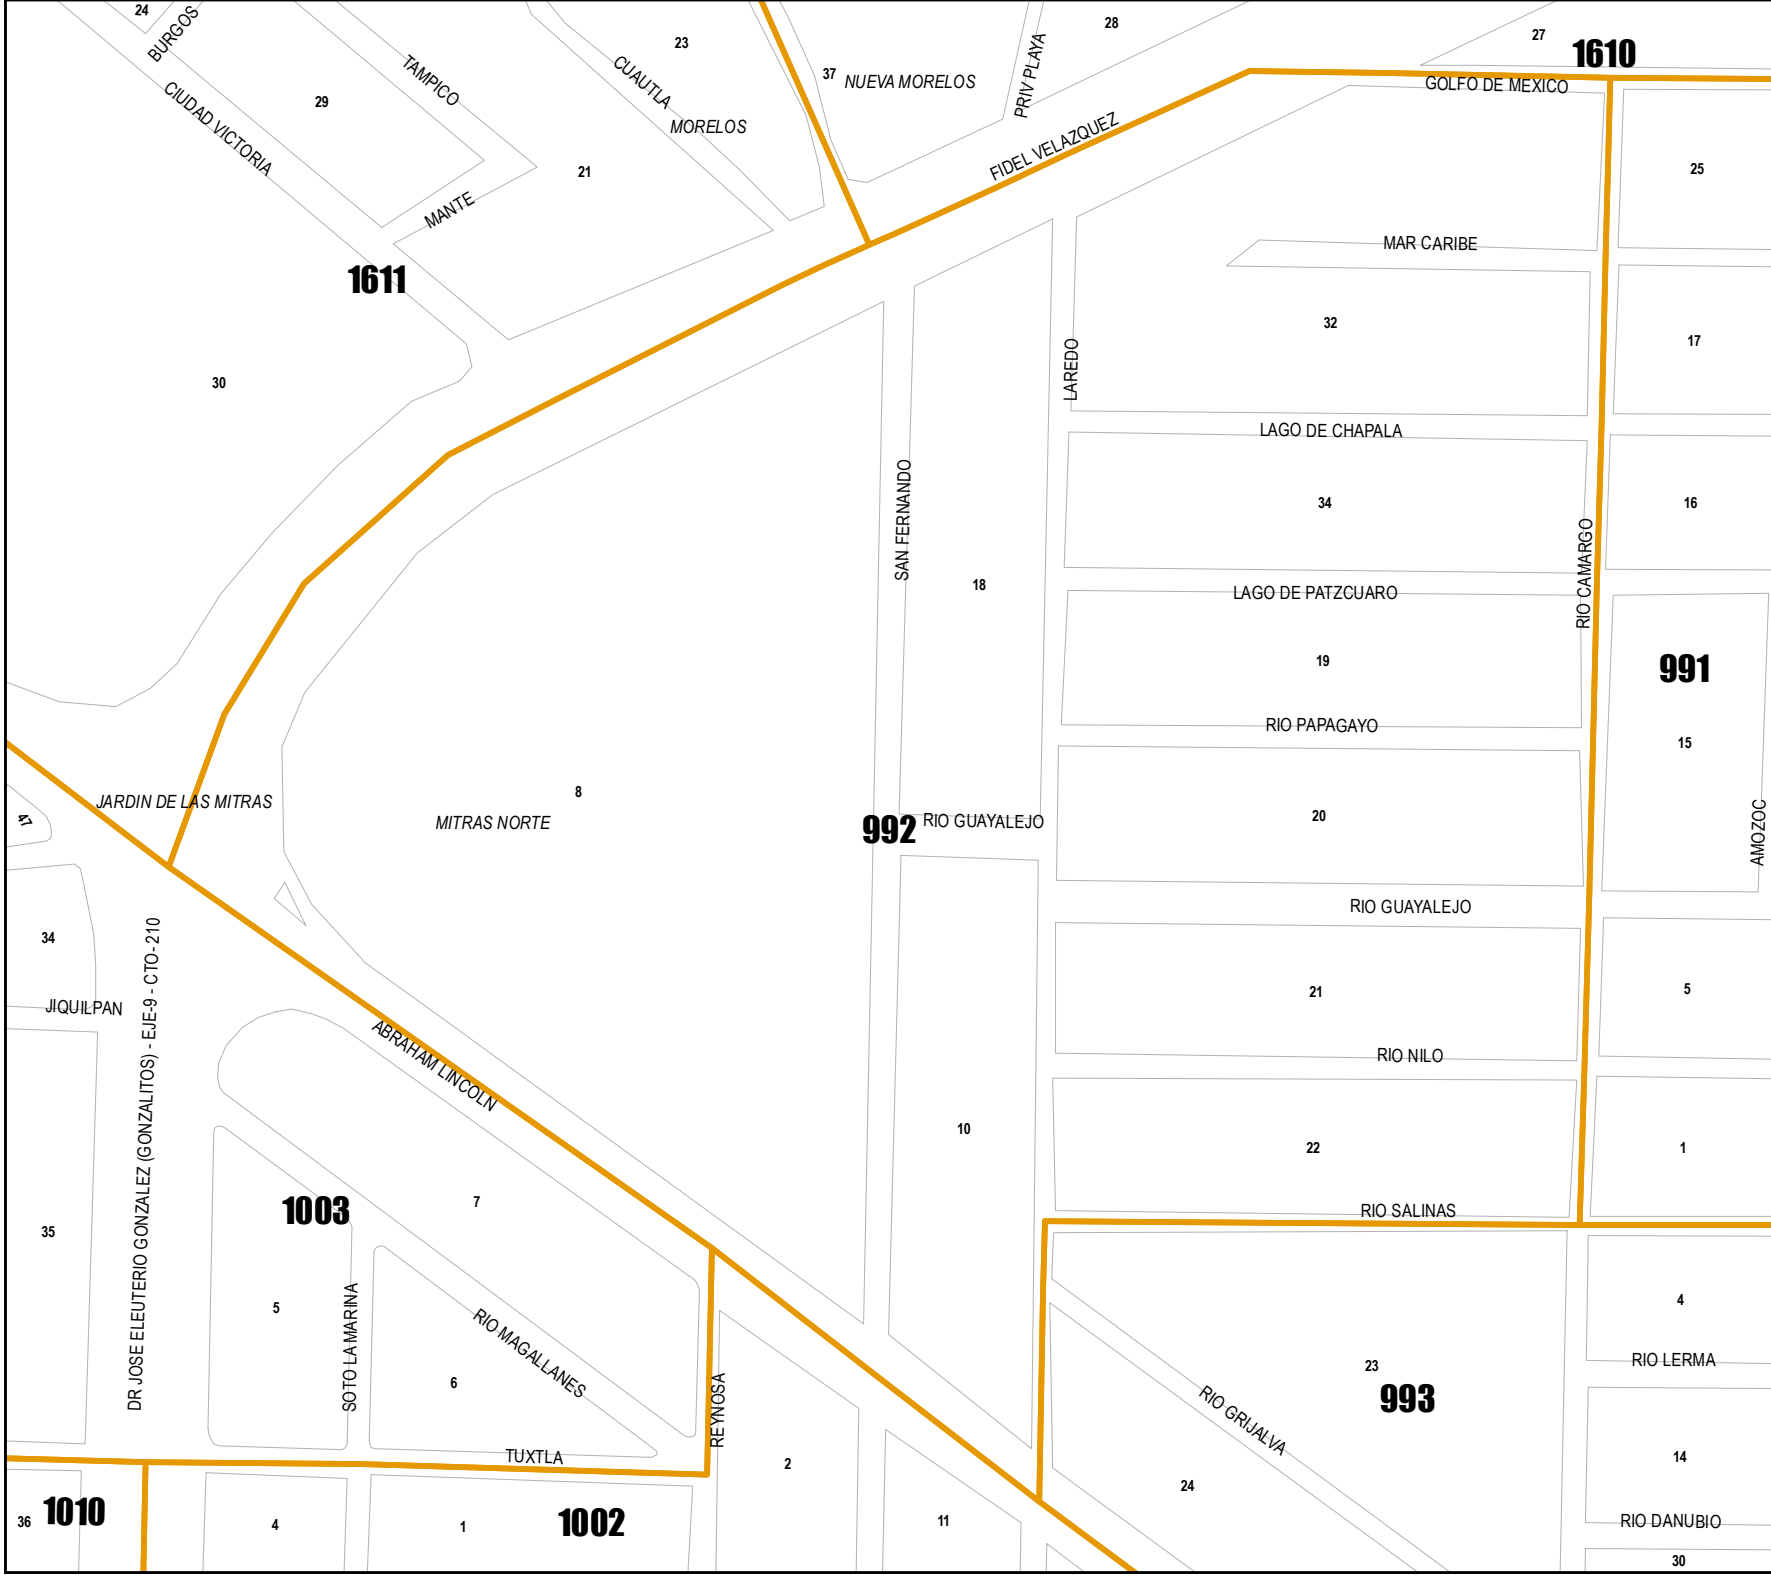 24
BURGOS
CIUDAD VICTORIA
29
TAMPICO
CUAUTLA
23
MORELOS
37
NUEVA MORELOS
PRIV PLAYA
28
27
1610
GOLFO DE MEXICO
FIDEL VELAZQUEZ
21
MANTE
25
1611
MAR CARIBE
32
17
30
LAREDO
LAGO DE CHAPALA
SAN FERNANDO
34
16
RIO CAMARGO
18
LAGO DE PATZCUARO
19
991
RIO PAPAGAYO
15
JARDIN DE LAS MITRAS
8
MITRAS NORTE
992
RIO GUAYALEJO
20
AMOZOC
47
RIO GUAYALEJO
34
JIQUILPAN
DR JOSE ELEUTERIO GONZALEZ (GONZALITOS) - EJE-9 - CTO-210
ABRAHAM LINCOLN
21
5
RIO NILO
10
22
1
1003
7
RIO SALINAS
35
5
SOTO LA MARINA
RIO MAGALLANES
6
REYNOSA
4
RIO LERMA
23
993
RIO GRIJALVA
TUXTLA
2
24
14
36
1010
4
1
1002
11
RIO DANUBIO
30